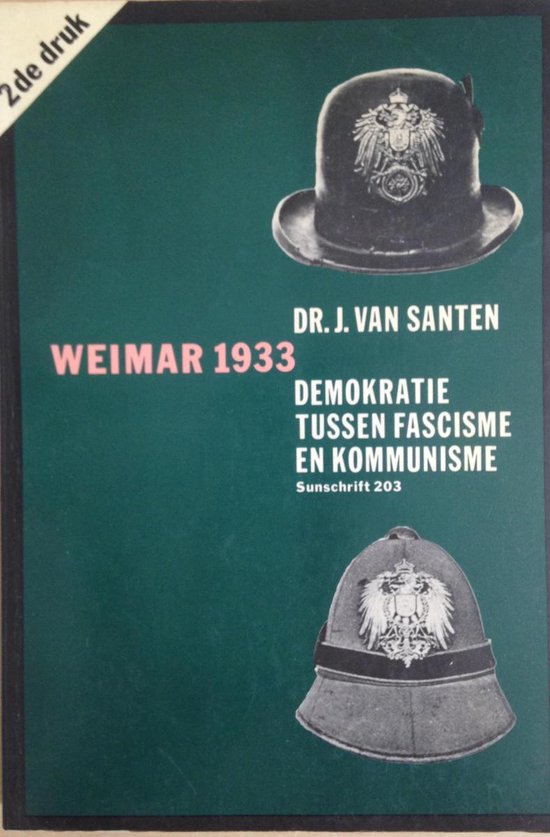 2de druk
DR. J. VAN SANTEN
WEIMAR 1933
DEMOKRATIE
TUSSEN FASCISME
EN KOMMUNISME
Sunschrift 203